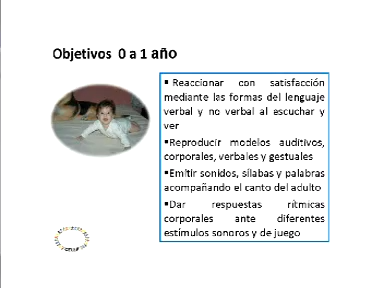 Objetivos 0 a 1 año
▪ Reaccionar con satisfacción
mediante las formas del lenguaje
verbal y no verbal al escuchar y
ver
▪Reproducir modelos auditivos,
corporales, verbales y gestuales
▪Emitir sonidos, sílabas y palabras
acompañando el canto del adulto
▪Dar respuestas rítmicas
corporales ante diferentes
estímulos sonoros y de juego